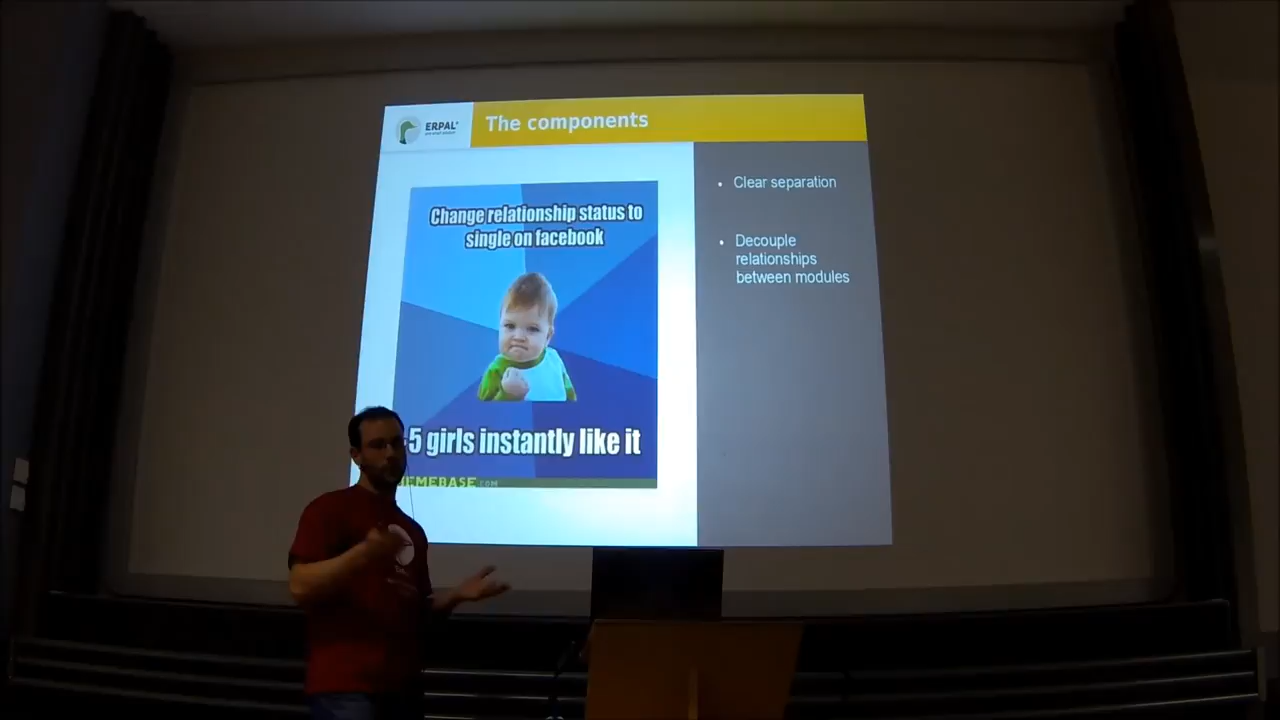 ERPAL
The components
Change relationship status to
single on facebook
5 girls instantly like it
MEMEBASE.COM
• Clear separation
• Decouple
relationships
between modules